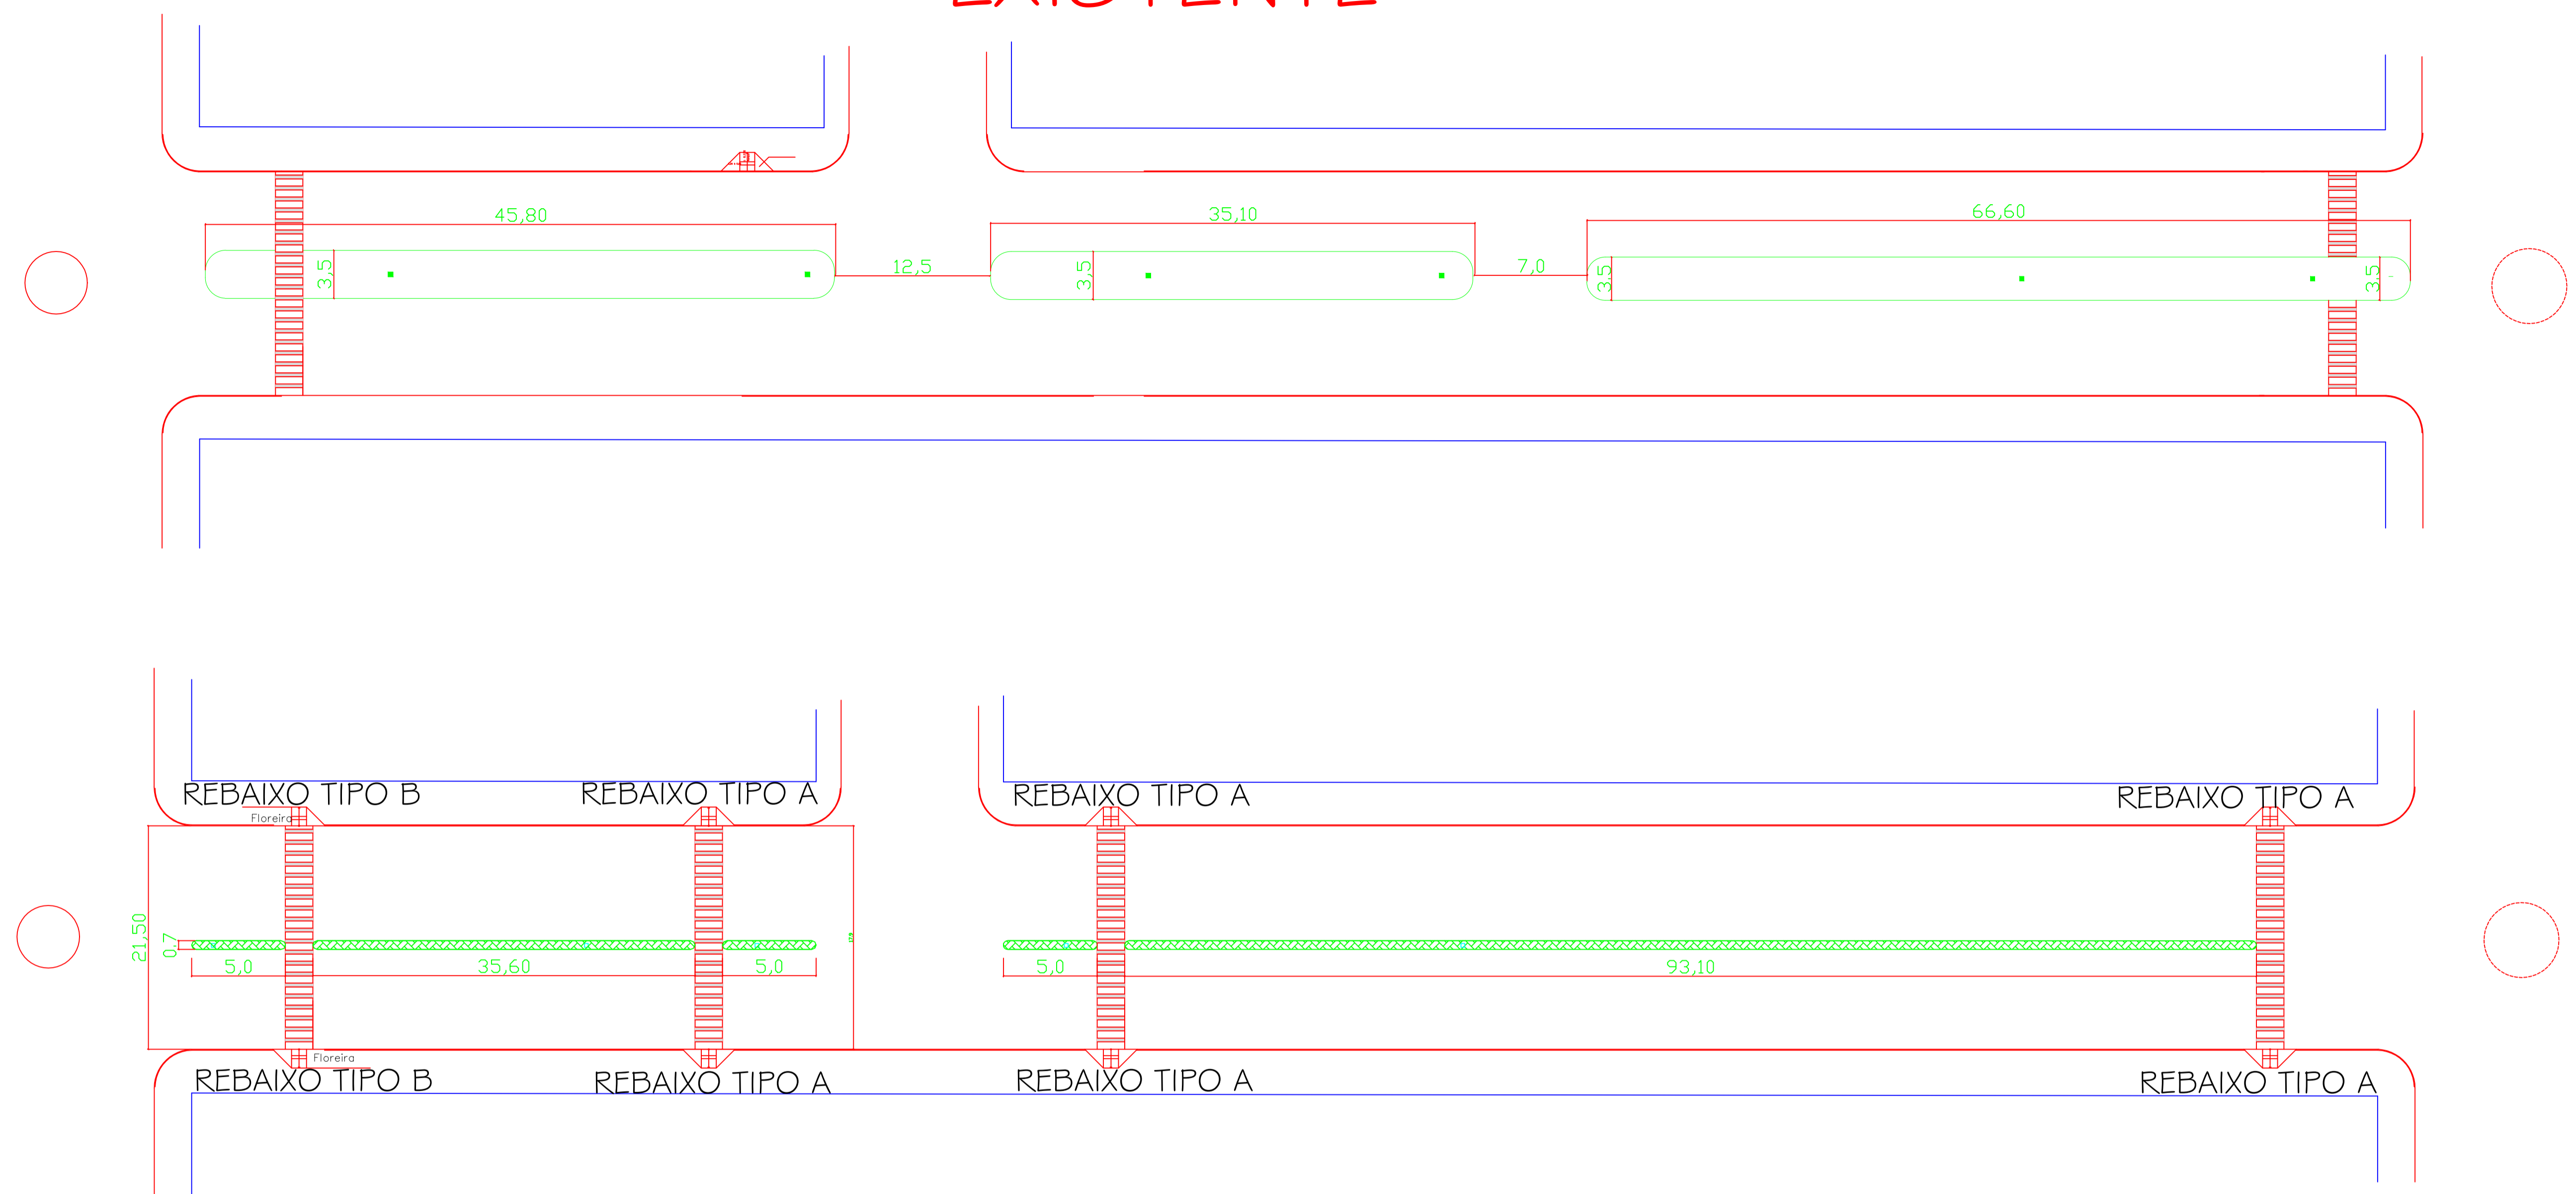 EXISTENTE
45,80
35,10
66,60
3,5
12,5
3,5
7,0
3,5
3,5
REBAIXO TIPO B
REBAIXO TIPO A
REBAIXO TIPO A
REBAIXO TIPO A
Floreira
21,50
0,7
5,0
35,60
5,0
5,0
93,10
Floreira
REBAIXO TIPO B
REBAIXO TIPO A
REBAIXO TIPO A
REBAIXO TIPO A